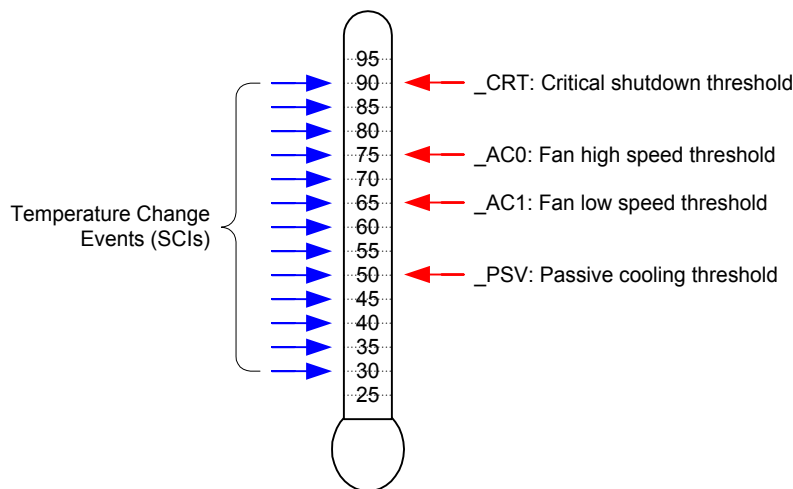 95
90
85
80
75
70
65
60
55
50
45
40
35
30
25
_CRT: Critical shutdown threshold
_AC0: Fan high speed threshold
_AC1: Fan low speed threshold
_PSV: Passive cooling threshold
Temperature Change
Events (SCIs)